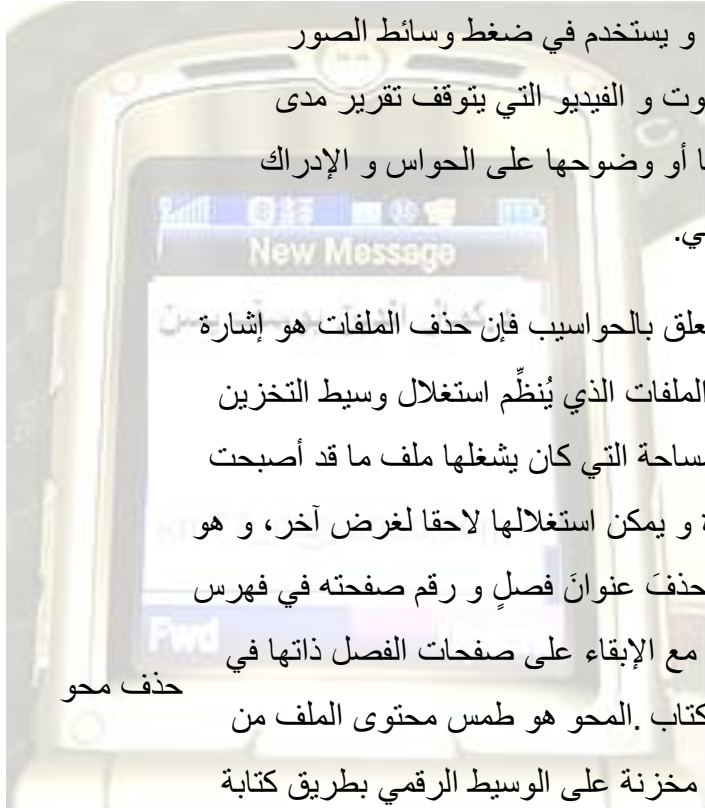 و يستخدم في ضغط وسائط الصور
وت و الفيديو التي يتوقف تقرير مدى
ا أو وضوحها على الحواس و الإدراك
ي.
New Message
علق بالحواسيب فإن حذف الملفات هو إشارة
الملفات الذي يُنظِّم استغلال وسيط التخزين
ساحة التي كان يشغلها ملف ما قد أصبحت
ة و يمكن استغلالها لاحقا لغرض آخر، و هو
حذفَ عنوانَ فصلٍ و رقم صفحته في فهرس
مع الإبقاء على صفحات الفصل ذاتها في
Fwd
حذف محو
كتاب .المحو هو طمس محتوى الملف من
مخزنة على الوسيط الرقمي بطريق كتابة